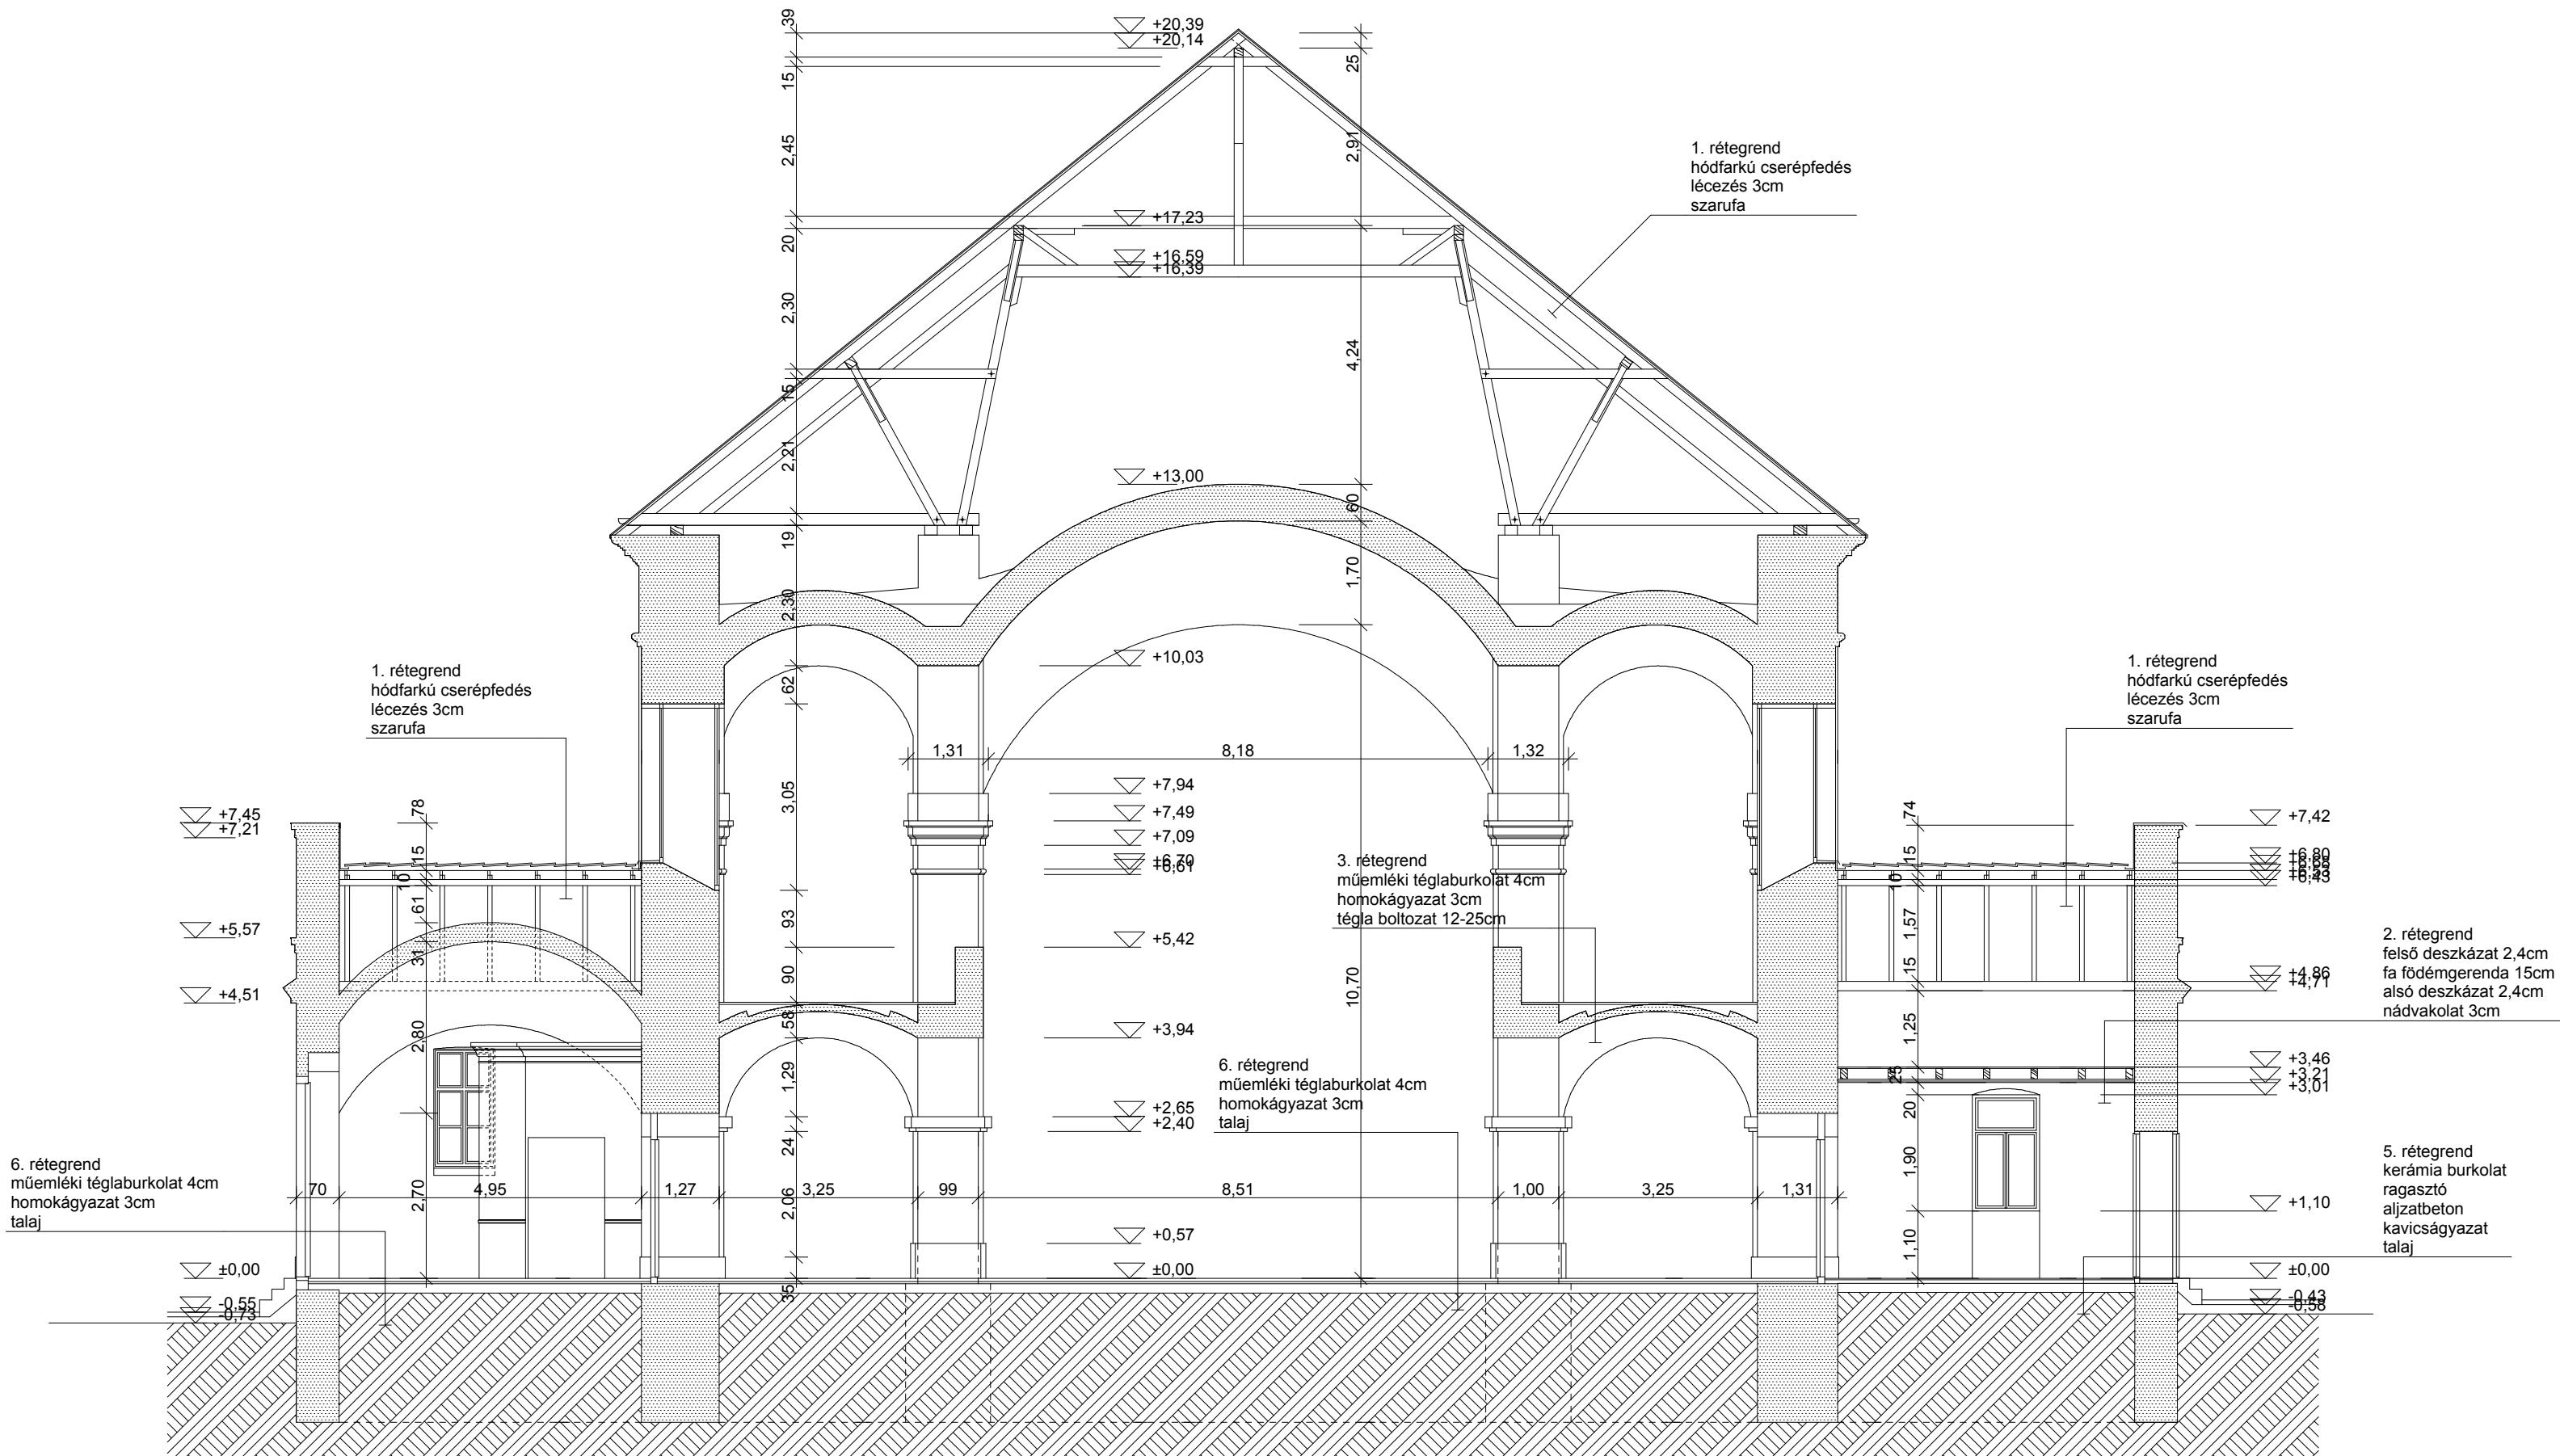 39
+20,39
+20,14
15
25
2,45
2,91
1. rétegrend
hódfarkú cserépfedés
lécezés 3cm
szarufa
+17,23
20
+16,59
+16,39
2,30
4,24
15
2,21
+13,00
60
19
1,70
2,30
+10,03
62
1. rétegrend
hódfarkú cserépfedés
lécezés 3cm
szarufa
1. rétegrend
hódfarkú cserépfedés
lécezés 3cm
szarufa
1,31
8,18
1,32
3,05
+7,94
+7,49
+7,09
+6,70
+6,61
+7,45
+7,21
78
15
10
61
31
+5,57
+4,51
74
15
10
1,57
15
+7,42
+6,80
+6,68
+6,53
+6,43
3. rétegrend
műemléki téglaburkolat 4cm
homokágyazat 3cm
tégla boltozat 12-25cm
93
+5,42
90
10,70
2. rétegrend
felső deszkázat 2,4cm
fa födémgerenda 15cm
alsó deszkázat 2,4cm
nádvakolat 3cm
+4,86
+4,71
2,80
58
+3,94
1,25
1,29
25
+3,46
+3,21
+3,01
6. rétegrend
műemléki téglaburkolat 4cm
homokágyazat 3cm
talaj
+2,65
+2,40
24
20
6. rétegrend
műemléki téglaburkolat 4cm
homokágyazat 3cm
talaj
5. rétegrend
kerámia burkolat
ragasztó
aljzatbeton
kavicságyazat
talaj
70
4,95
1,27
3,25
99
8,51
1,00
3,25
1,31
2,70
2,06
1,90
+1,10
+0,57
1,10
±0,00
±0,00
±0,00
35
-0,55
-0,73
-0,43
-0,58